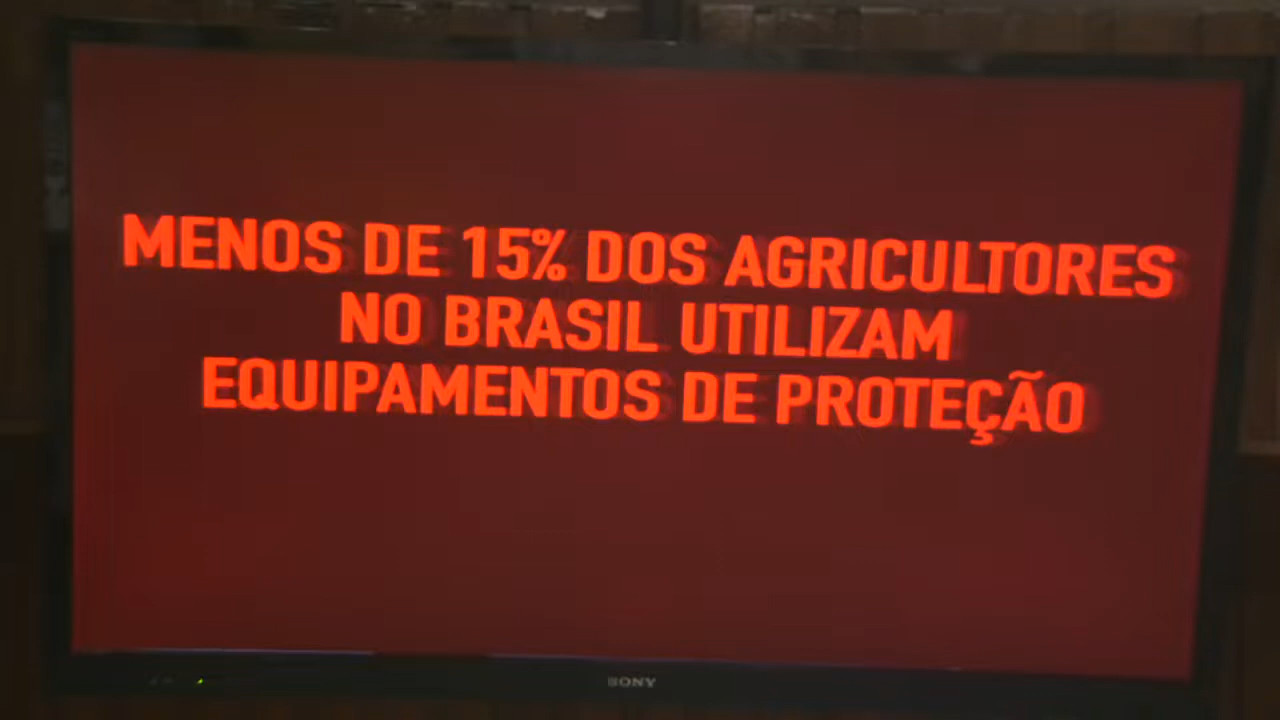 MENOS DE 15% DOS AGRICULTORES
NO BRASIL UTILIZAM
EQUIPAMENTOS DE PROTEÇÃO
SONY